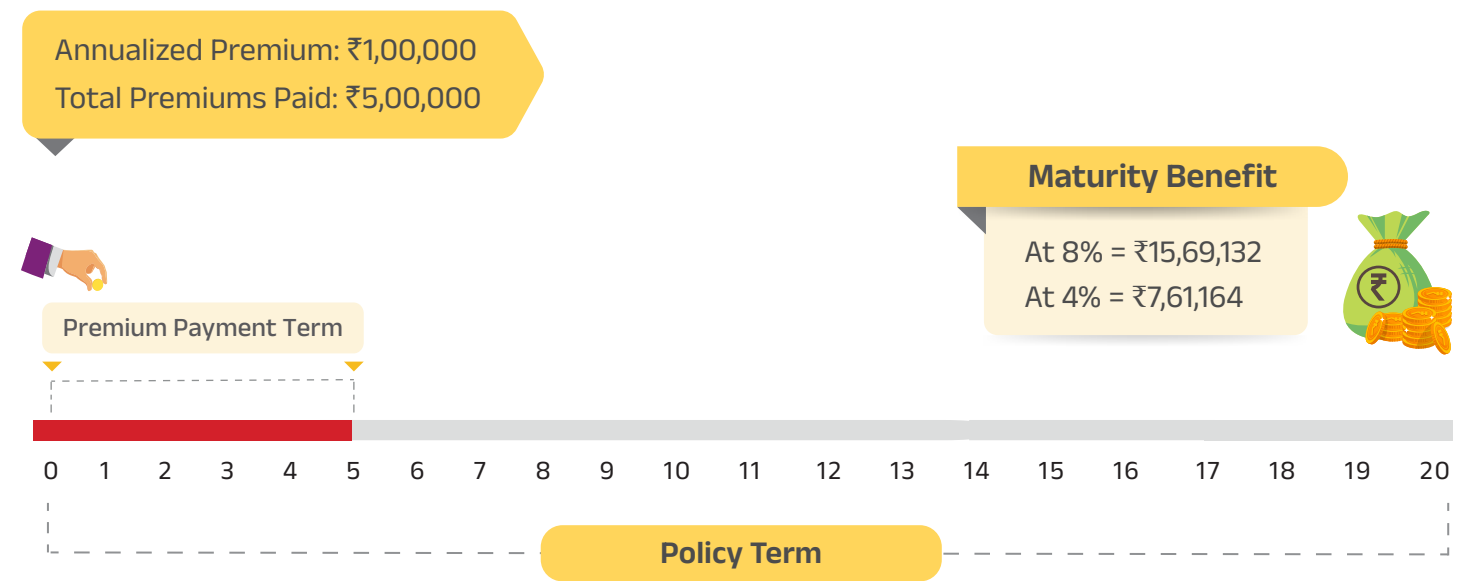 Annualized Premium: ₹1,00,000
Total Premiums Paid: ₹5,00,000
Maturity Benefit
At 8% = ₹15,69,132
At 4% = ₹7,61,164
₹
Premium Payment Term
0 1 2 3 4 5 6 7 8 9 10 11 12 13 14 15 16 17 18 19 20
Policy Term